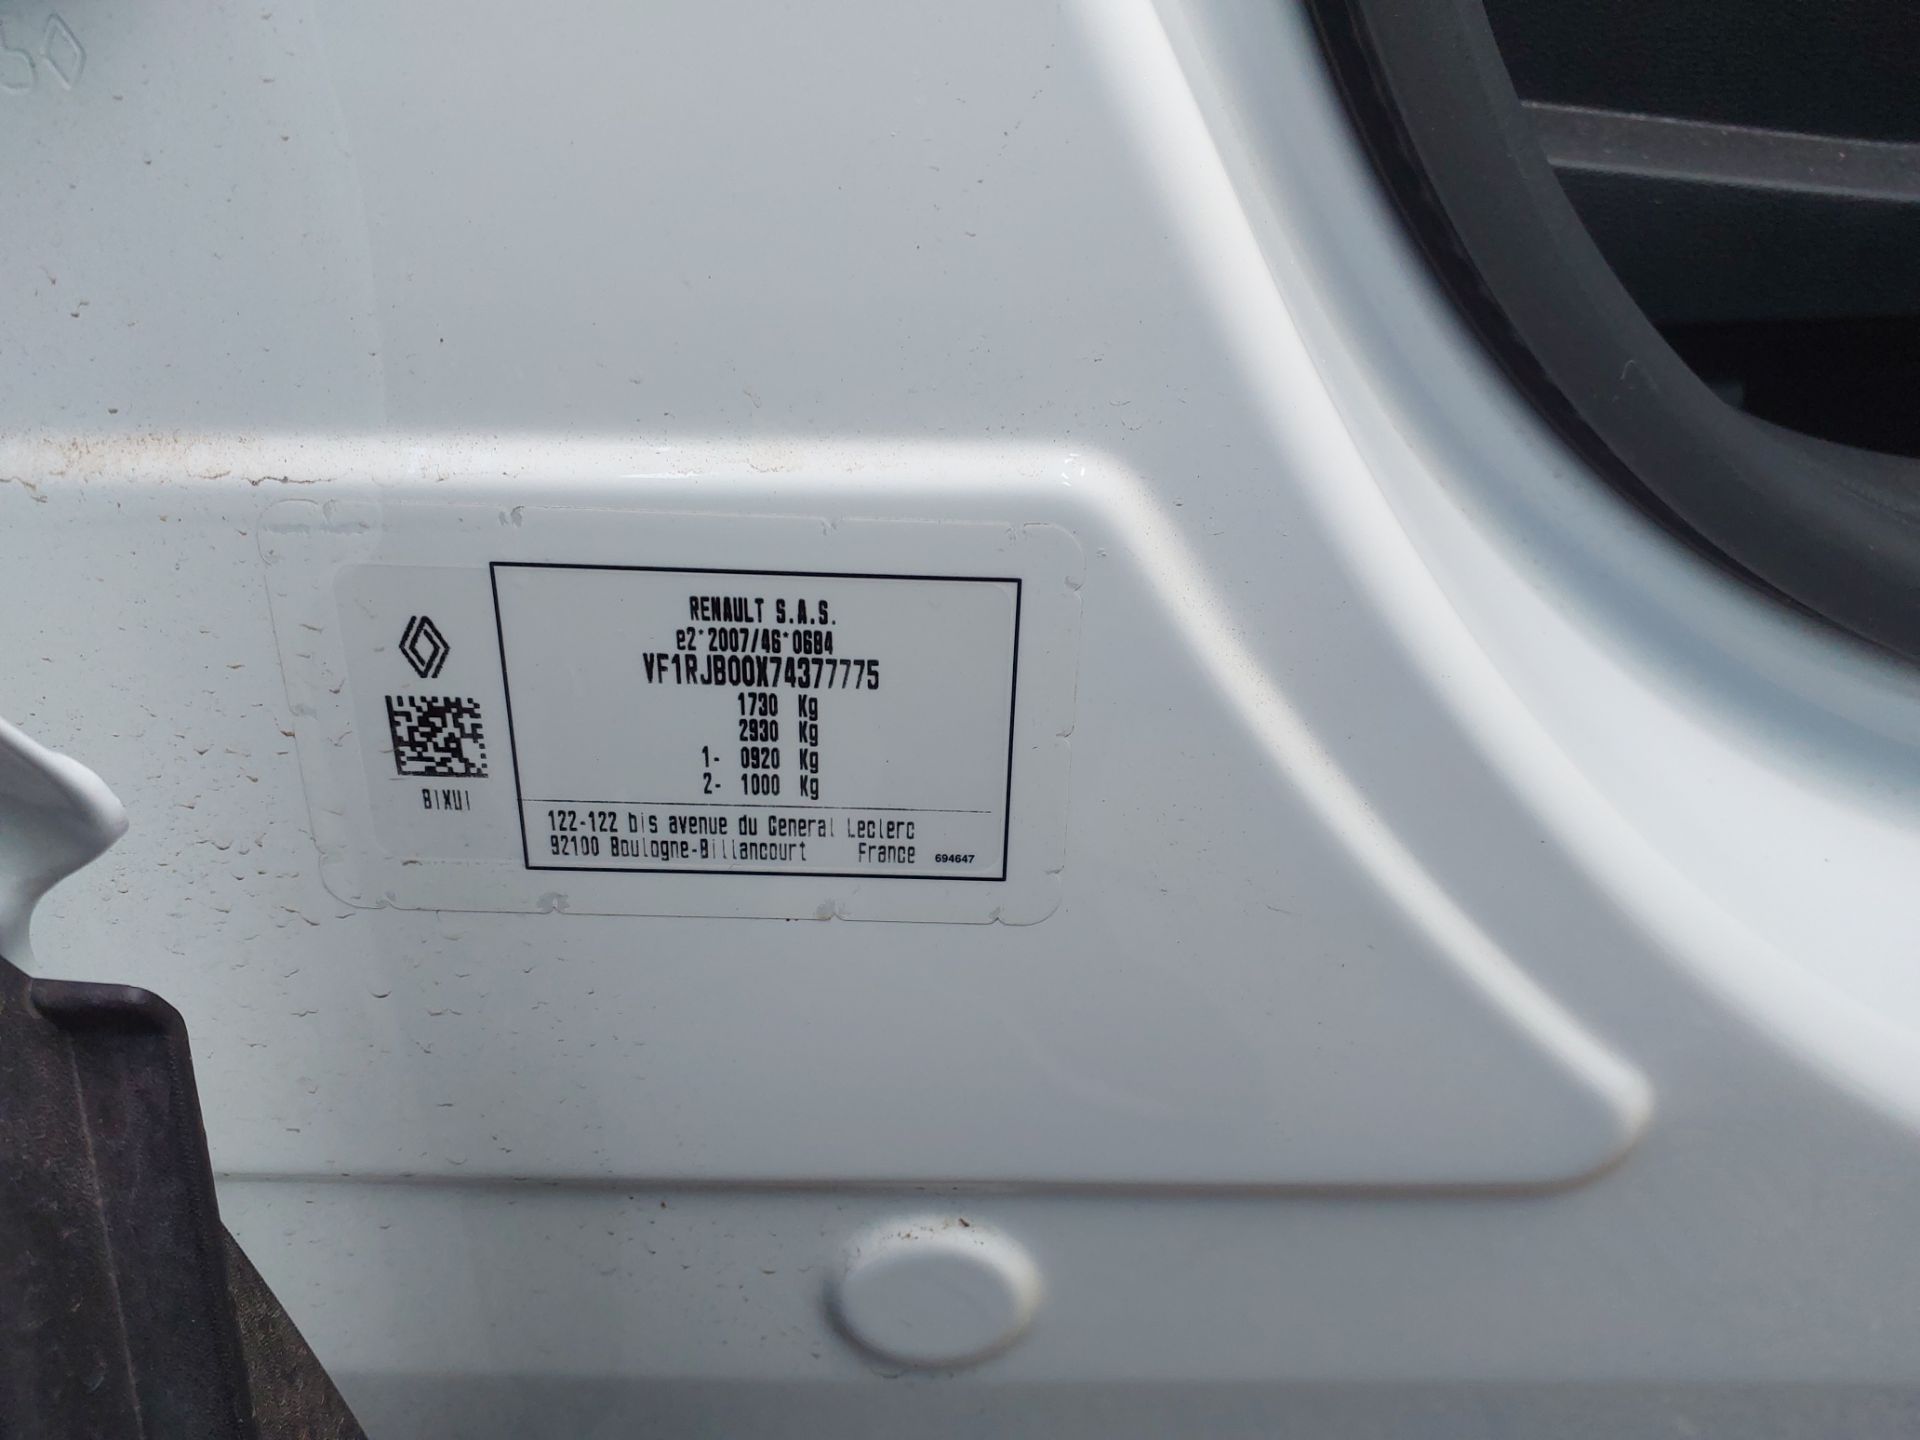 RENAULT S.A.S.
e2*2007/46*0684
VF1RJB00X74377775
1730 Kg
2930 Kg
1- 0920 Kg
2- 1000 Kg
BIXUI
122-122 bis avenue du General Leclerc
92100 Boulogne-Billancourt France 694647